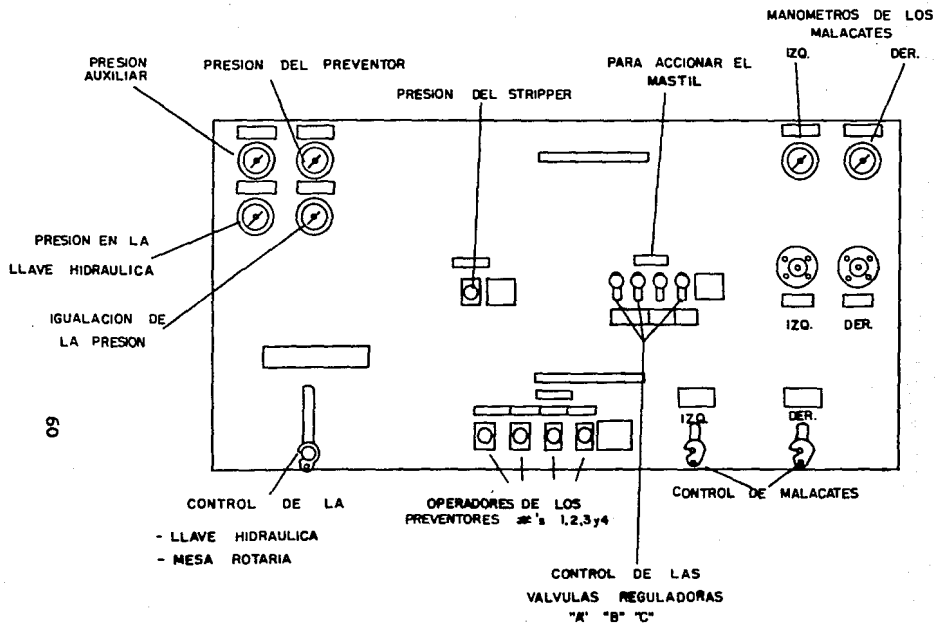 MANOMETROS DE LOS
MALACATES
IZQ. DER.
PRESION
AUXILIAR
PRESION DEL PREVENTOR
PARA ACCIONAR EL
MASTIL
PRESION DEL STRIPPER
PRESION EN LA
LLAVE HIDRAULICA
IGUALACION DE
LA PRESION
IZQ. DER.
IZQ.
DER.
CONTROL DE LA
- LLAVE HIDRAULICA
- MESA ROTARIA
OPERADORES DE LOS
PREVENTORES #'s 1,2,3y4
CONTROL DE MALACATES
CONTROL DE LAS
VALVULAS REGULADORAS
"A" "B" "C"
60